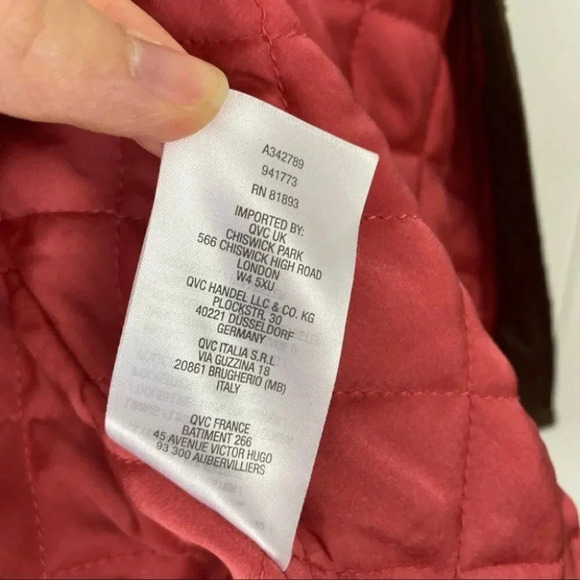 A342789
941773
RN 81893
IMPORTED BY:
QVC UK
CHISWICK PARK
566 CHISWICK HIGH ROAD
LONDON
W4 5XU
QVC HANDEL LLC & CO. KG
PLOCKSTR. 30
40221 DÜSSELDORF
GERMANY
QVC ITALIA S.R.L
VIA GUZZINA 18
20861 BRUGHERIO (MB)
ITALY
QVC FRANCE
BATIMENT 266
45 AVENUE VICTOR HUGO
93 300 AUBERVILLIERS